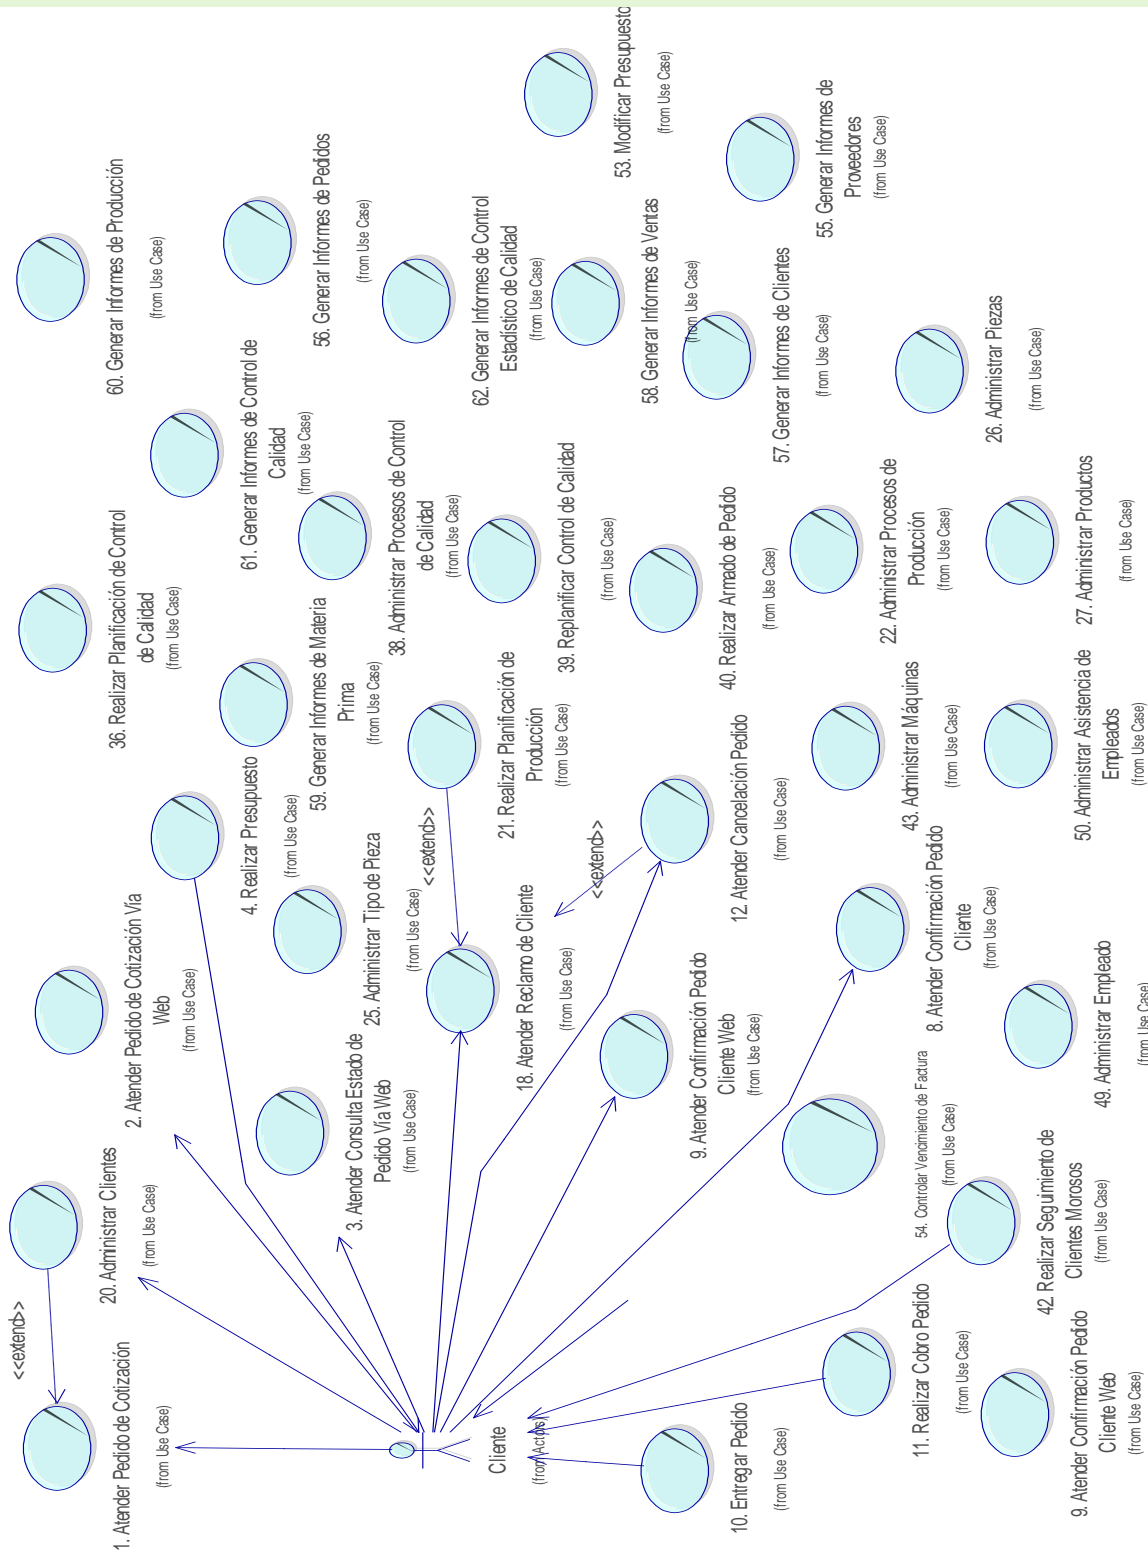 60. Generar Informes de Producción
(from Use Case)
36. Realizar Planificación de Control
de Calidad
(from Use Case)
2. Atender Pedido de Cotización Vía
Web
(from Use Case)
20. Administrar Clientes
(from Use Case)
<<extend>>
1. Atender Pedido de Cotización
(from Use Case)
56. Generar Informes de Pedidos
(from Use Case)
61. Generar Informes de Control de
Calidad
(from Use Case)
59. Generar Informes de Materia
Prima
(from Use Case)
4. Realizar Presupuesto
(from Use Case)
25. Administrar Tipo de Pieza
(from Use Case)
3. Atender Consulta Estado de
Pedido Vía Web
(from Use Case)
62. Generar Informes de Control
Estadístico de Calidad
(from Use Case)
38. Administrar Procesos de Control
de Calidad
(from Use Case)
21. Realizar Planificación de
Producción
(from Use Case)
<<extend>>
18. Atender Reclamo de Cliente
(from Use Case)
Cliente
(from Actors)
53. Modificar Presupuesto
(from Use Case)
58. Generar Informes de Ventas
(from Use Case)
39. Replanificar Control de Calidad
(from Use Case)
<<extend>>
12. Atender Cancelación Pedido
(from Use Case)
9. Atender Confirmación Pedido
Cliente Web
(from Use Case)
10. Entregar Pedido
(from Use Case)
55. Generar Informes de
Proveedores
(from Use Case)
57. Generar Informes de Clientes
(from Use Case)
40. Realizar Armado de Pedido
(from Use Case)
22. Administrar Procesos de
Producción
(from Use Case)
43. Administrar Máquinas
(from Use Case)
8. Atender Confirmación Pedido
Cliente
(from Use Case)
54. Controlar Vencimiento de Factura
(from Use Case)
11. Realizar Cobro Pedido
(from Use Case)
26. Administrar Piezas
(from Use Case)
27. Administrar Productos
(from Use Case)
50. Administrar Asistencia de
Empleados
(from Use Case)
49. Administrar Empleado
(from Use Case)
42. Realizar Seguimiento de
Clientes Morosos
(from Use Case)
9. Atender Confirmación Pedido
Cliente Web
(from Use Case)